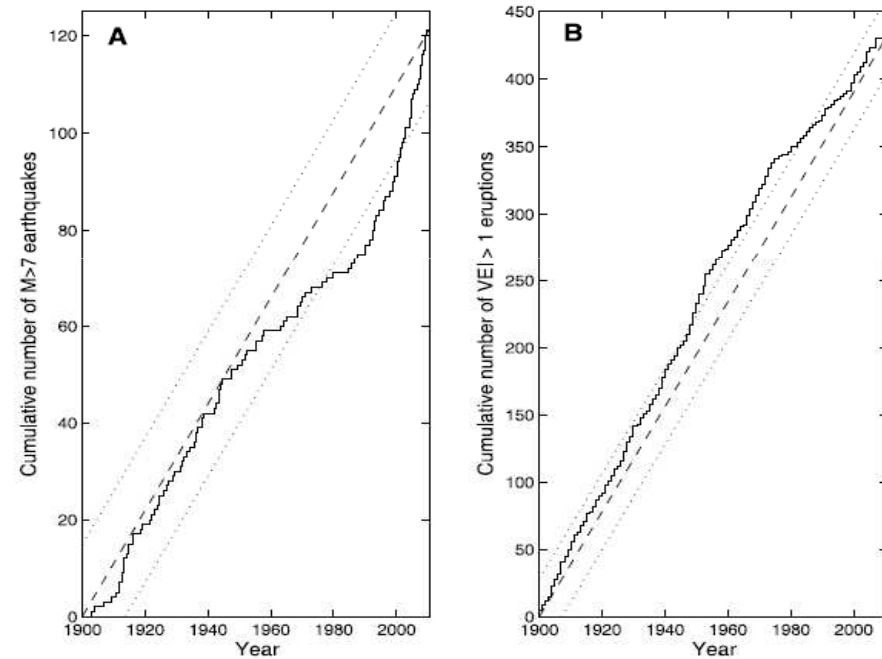 A
Cumulative number of M>7 earthquakes
120
100
80
60
40
20
0
1900 1920 1940 1960 1980 2000
Year
B
Cumulative number of VEI > 1 eruptions
450
400
350
300
250
200
150
100
50
0
1900 1920 1940 1960 1980 2000
Year